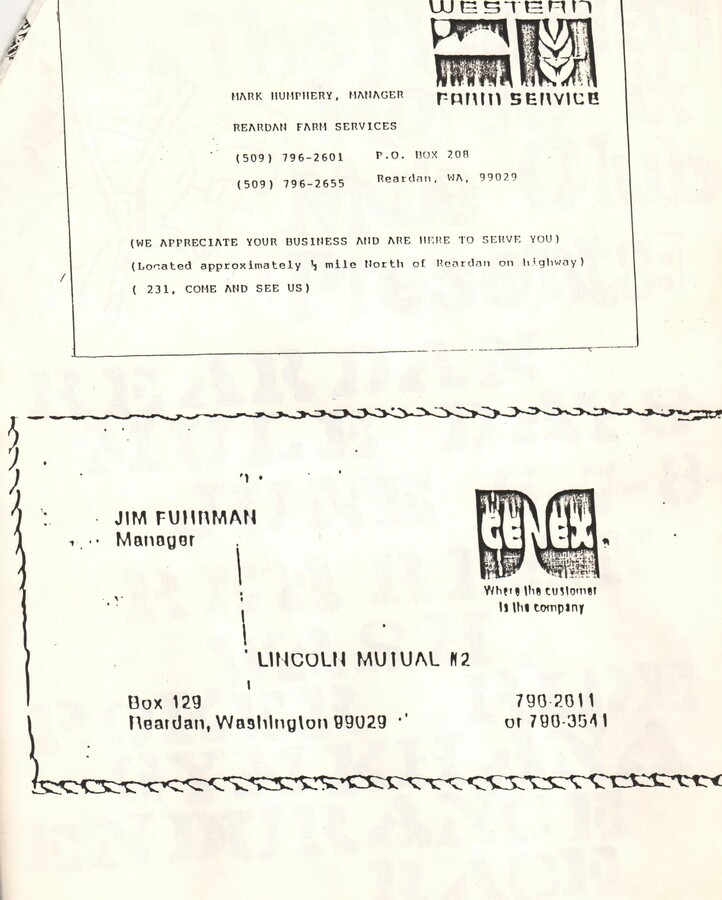 WESTERN
FARM SERVICE
MARK HUMPHERY, MANAGER
REARDAN FARM SERVICES
(509) 796-2601 P.O. BOX 208
(509) 796-2655 Reardan, WA, 99029
(WE APPRECIATE YOUR BUSINESS AND ARE HERE TO SERVE YOU)
(Located approximately ½ mile North of Reardan on highway)
( 231, COME AND SEE US)
JIM FUHRMAN
Manager
CENEX
Where the customer
Is the company
LINCOLN MUTUAL #2
Box 129 796-2611
Reardan, Washington 99029 or 796-3541